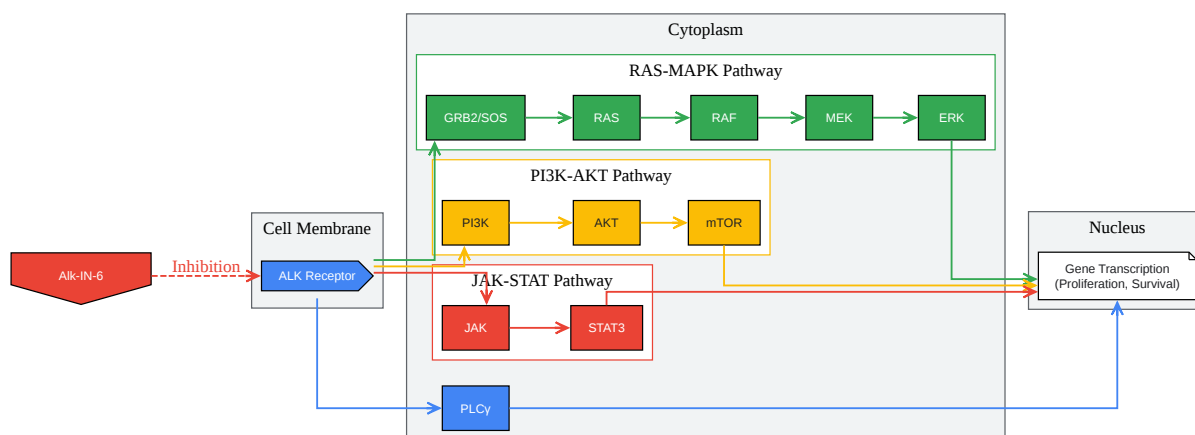 Cytoplasm
RAS-MAPK Pathway
GRB2/SOS
RAS
RAF
MEK
ERK
PI3K-AKT Pathway
PI3K
AKT
mTOR
Cell Membrane
Nucleus
Alk-IN-6
Inhibition
ALK Receptor
Gene Transcription
(Proliferation, Survival)
JAK-STAT Pathway
JAK
STAT3
PLCγ